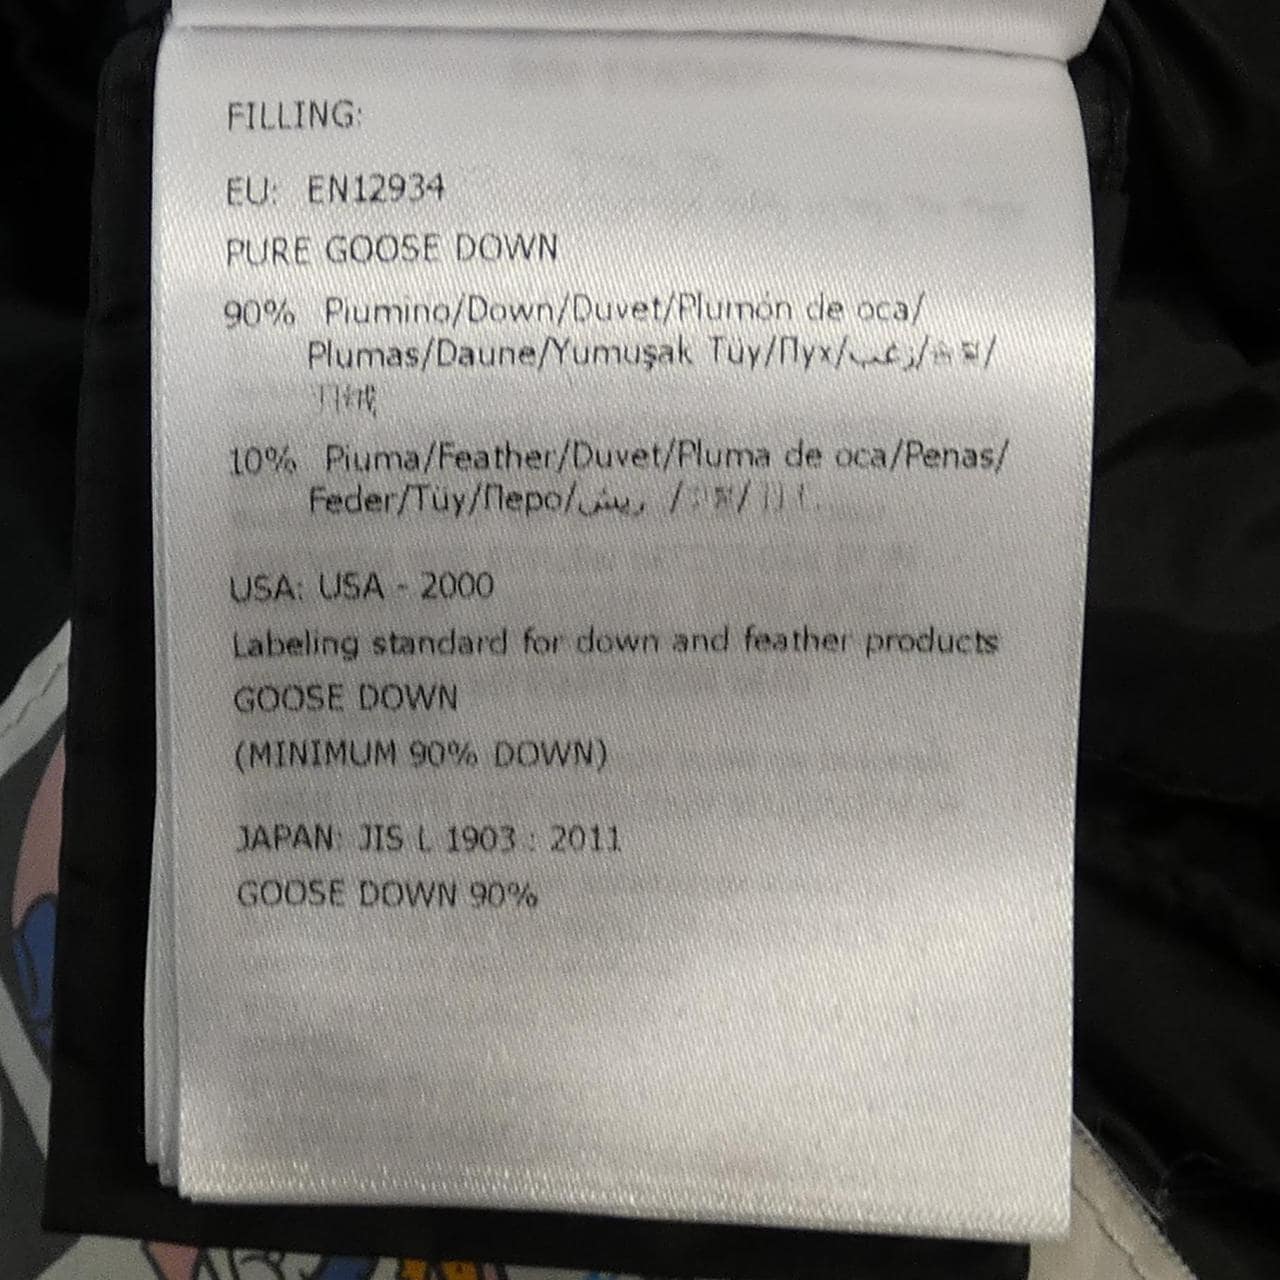 FILLING:
EU: EN12934
PURE GOOSE DOWN
90% Piumino/Down/Duvet/Plumón de oca/
Plumas/Daune/Yumuşak Tüy/Пух/زغب/
10% Piuma/Feather/Duvet/Pluma de oca/Penas/
Feder/Tüy/Перо/ريش /
USA: USA - 2000
Labeling standard for down and feather products
GOOSE DOWN
(MINIMUM 90% DOWN)
JAPAN: JIS L 1903 : 2011
GOOSE DOWN 90%